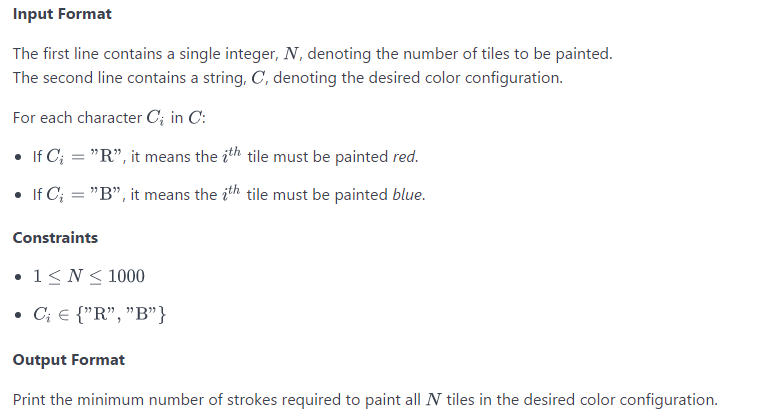 Input Format
The first line contains a single integer, N, denoting the number of tiles to be painted.
The second line contains a string, C, denoting the desired color configuration.
For each character C_i in C:
• If C_i = ”R”, it means the i^th tile must be painted red.
• If C_i = ”B”, it means the i^th tile must be painted blue.
Constraints
• 1 ≤ N ≤ 1000
• C_i ∈ {”R”, ”B”}
Output Format
Print the minimum number of strokes required to paint all N tiles in the desired color configuration.